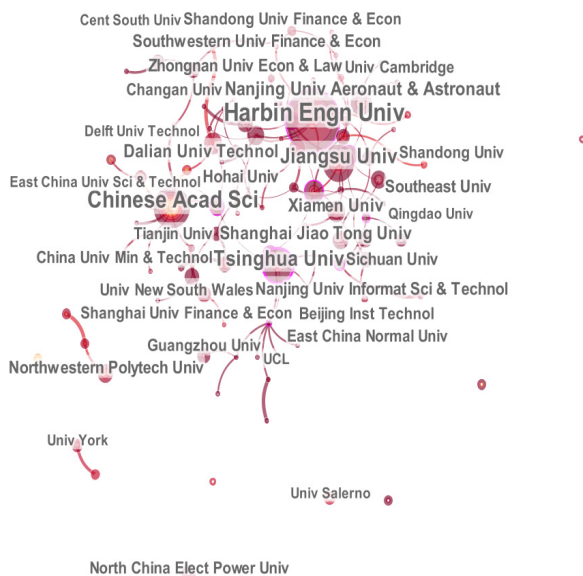 Cent South Univ Shandong Univ Finance & Econ
Southwestern Univ Finance & Econ
Zhongnan Univ Econ & Law Univ Cambridge
Changan Univ Nanjing Univ Aeronaut & Astronaut
Harbin Engn Univ
Delft Univ Technol
Dalian Univ Technol Jiangsu Univ Shandong Univ
East China Univ Sci & Technol Hohai Univ Southeast Univ
Chinese Acad Sci Xiamen Univ Qingdao Univ
Tianjin Univ Shanghai Jiao Tong Univ
China Univ Min & Technol Tsinghua Univ Sichuan Univ
Univ New South Wales Nanjing Univ Informat Sci & Technol
Shanghai Univ Finance & Econ Beijing Inst Technol
Guangzhou Univ East China Normal Univ
UCL
Northwestern Polytech Univ
Univ York
Univ Salerno
North China Elect Power Univ